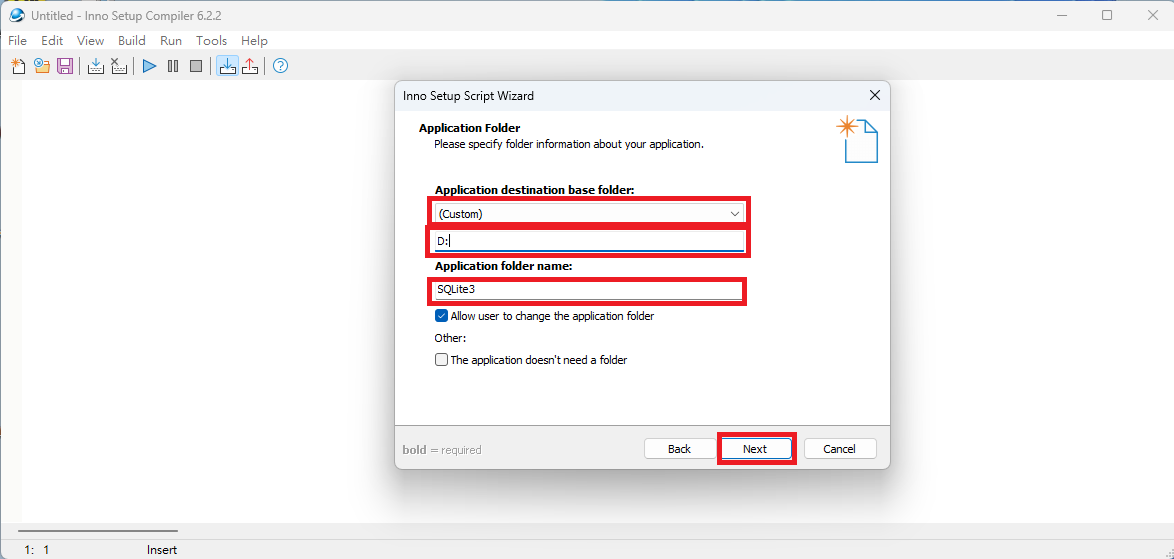 Untitled - Inno Setup Compiler 6.2.2
File Edit View Build Run Tools Help
Inno Setup Script Wizard
Application Folder
Please specify folder information about your application.
Application destination base folder:
(Custom)
D:
Application folder name:
SQLite3
Allow user to change the application folder
Other:
The application doesn't need a folder
bold = required
Back Next Cancel
1: 1 Insert